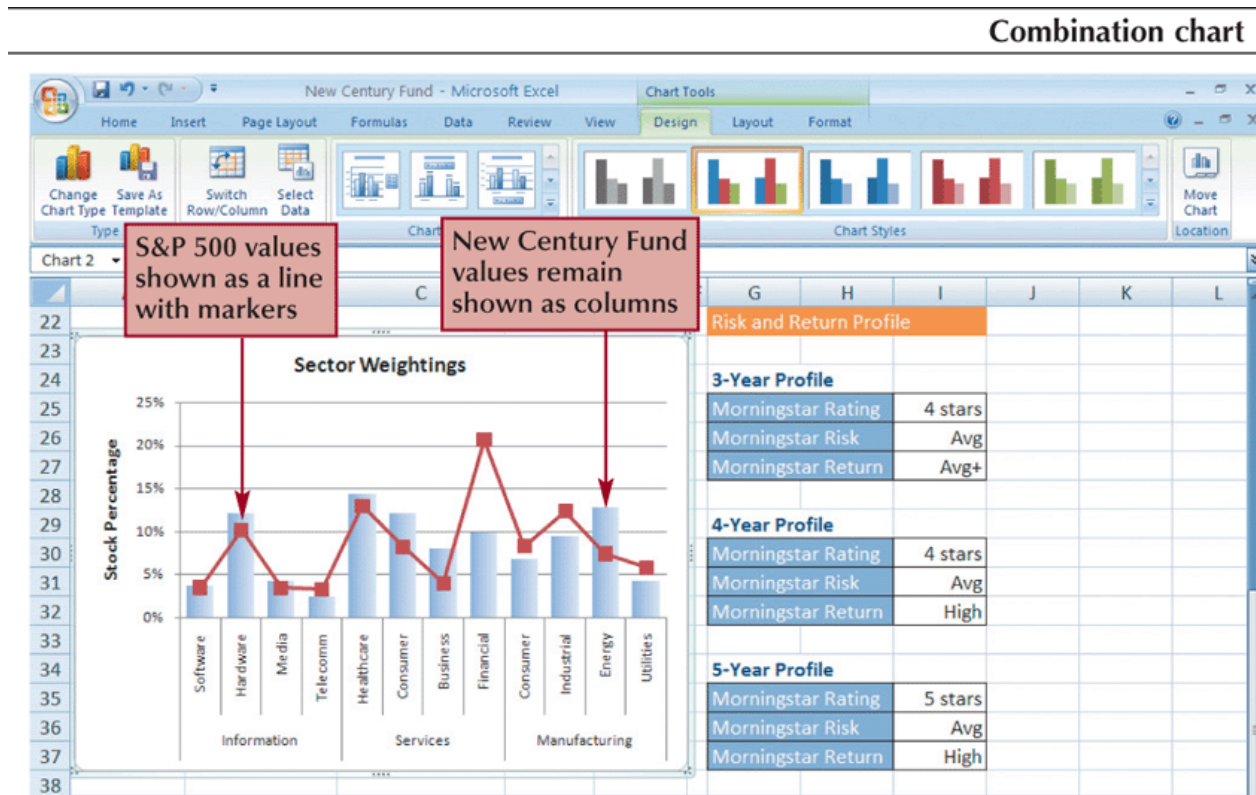 Combination chart
New Century Fund - Microsoft Excel
Chart Tools
Home Insert Page Layout Formulas Data Review View Design Layout Format
Change Chart Type
Save As Template
Switch Row/Column
Select Data
Move Chart
Type
Chart Styles
Location
Chart 2
S&P 500 values
shown as a line
with markers
New Century Fund
values remain
shown as columns
C G H I J K L
22 Risk and Return Profile
23
24 3-Year Profile
25 Morningstar Rating 4 stars
26 Morningstar Risk Avg
27 Morningstar Return Avg+
28
29 4-Year Profile
30 Morningstar Rating 4 stars
31 Morningstar Risk Avg
32 Morningstar Return High
33
34 5-Year Profile
35 Morningstar Rating 5 stars
36 Morningstar Risk Avg
37 Morningstar Return High
38
Sector Weightings
Stock Percentage
25%
20%
15%
10%
5%
0%
Software Hardware Media Telecomm Healthcare Consumer Business Financial Consumer Industrial Energy Utilities
Information Services Manufacturing